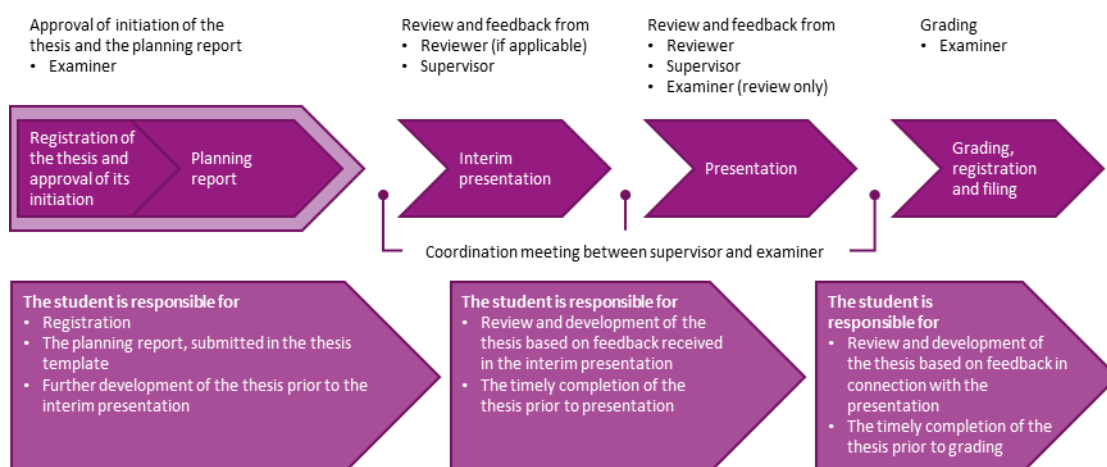 Approval of initiation of the
thesis and the planning report
• Examiner
Review and feedback from
• Reviewer (if applicable)
• Supervisor
Review and feedback from
• Reviewer
• Supervisor
• Examiner (review only)
Grading
• Examiner
Registration of
the thesis and
approval of its
initiation
Planning
report
Interim
presentation
Presentation
Grading,
registration
and filing
Coordination meeting between supervisor and examiner
The student is responsible for
• Registration
• The planning report, submitted in the thesis
template
• Further development of the thesis prior to the
interim presentation
The student is responsible for
• Review and development of the
thesis based on feedback received
in the interim presentation
• The timely completion of the
thesis prior to presentation
The student is
responsible for
• Review and development of
the thesis based on feedback in
connection with the
presentation
• The timely completion of the
thesis prior to grading